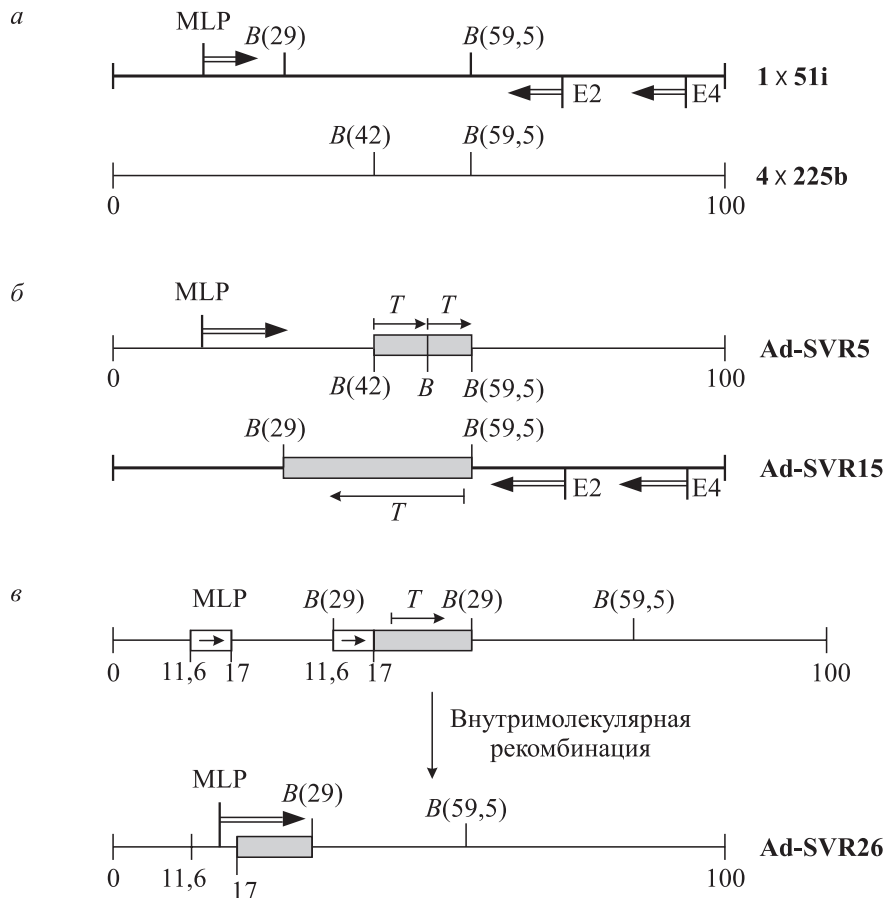 а
MLP
B(29)
B(59,5)
1 x 51i
E2
E4
B(42)
B(59,5)
4 x 225b
0
100
б
MLP
T
T
Ad-SVR5
0
100
B(42)
B
B(59,5)
B(29)
B(59,5)
Ad-SVR15
E2
E4
T
в
MLP
B(29)
T
B(29)
B(59,5)
0
11,6
17
11,6
17
100
Внутримолекулярная
рекомбинация
MLP
B(29)
B(59,5)
Ad-SVR26
0
11,6
17
100